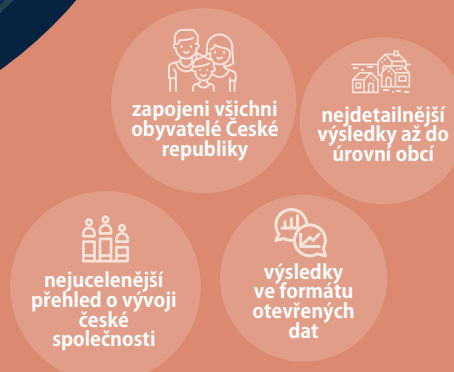 zapojeni všichni
obyvatelé České
republiky
nejdetailnější
výsledky až do
úrovní obcí
nejucelenější
přehled o vývoji
české
společnosti
výsledky
ve formátu
otevřených
dat